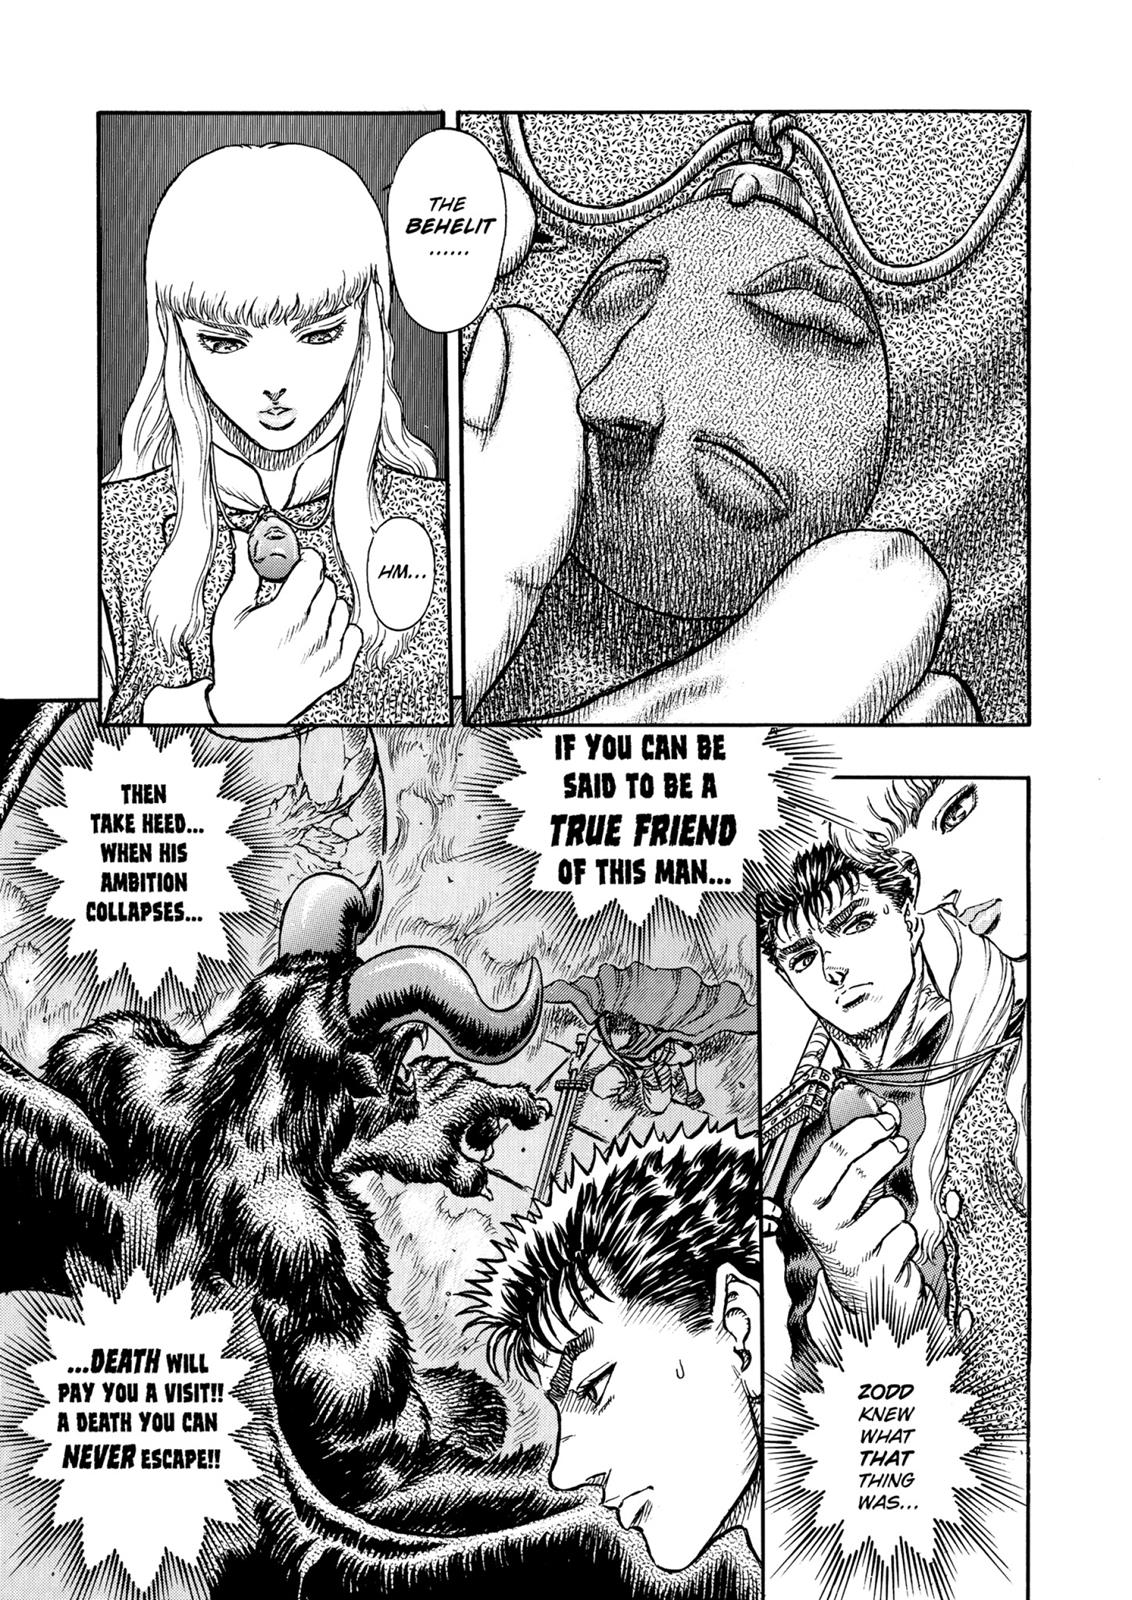 THE
BEHELIT
......
HM...
ZODD
KNEW
WHAT
THAT
THING
WAS...
IF YOU CAN BE
SAID TO BE A
TRUE FRIEND
OF THIS MAN...
THEN
TAKE HEED...
WHEN HIS
AMBITION
COLLAPSES...
...DEATH WILL
PAY YOU A VISIT!!
A DEATH YOU CAN
NEVER ESCAPE!!